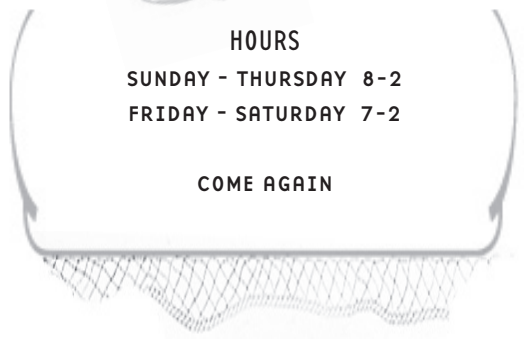 HOURS
SUNDAY - THURSDAY 8-2
FRIDAY - SATURDAY 7-2
COME AGAIN